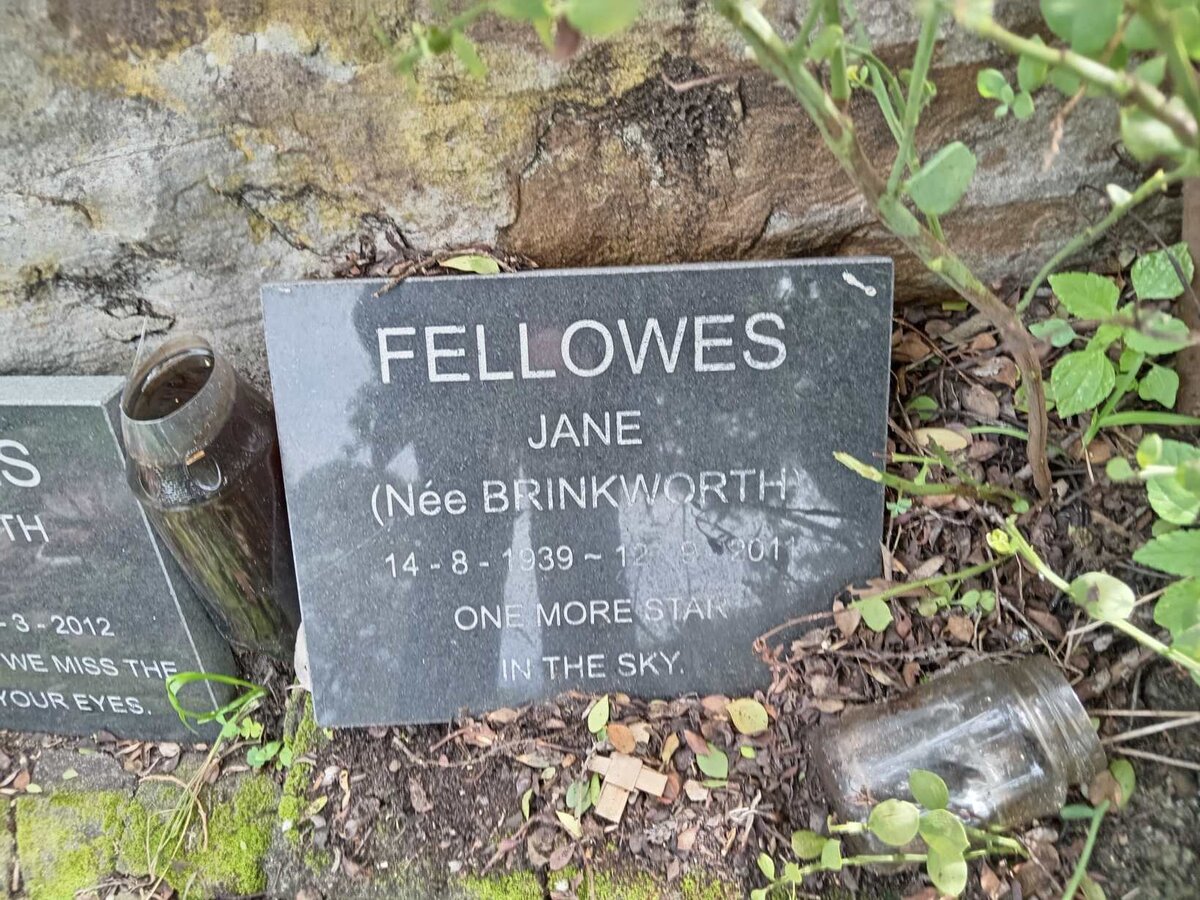 FELLOWES
JANE
(Née BRINKWORTH)
14 - 8 - 1939 ~ 12 - 9 - 2011
ONE MORE STAR
IN THE SKY.
S
TH
- 3 - 2012
WE MISS THE
YOUR EYES.